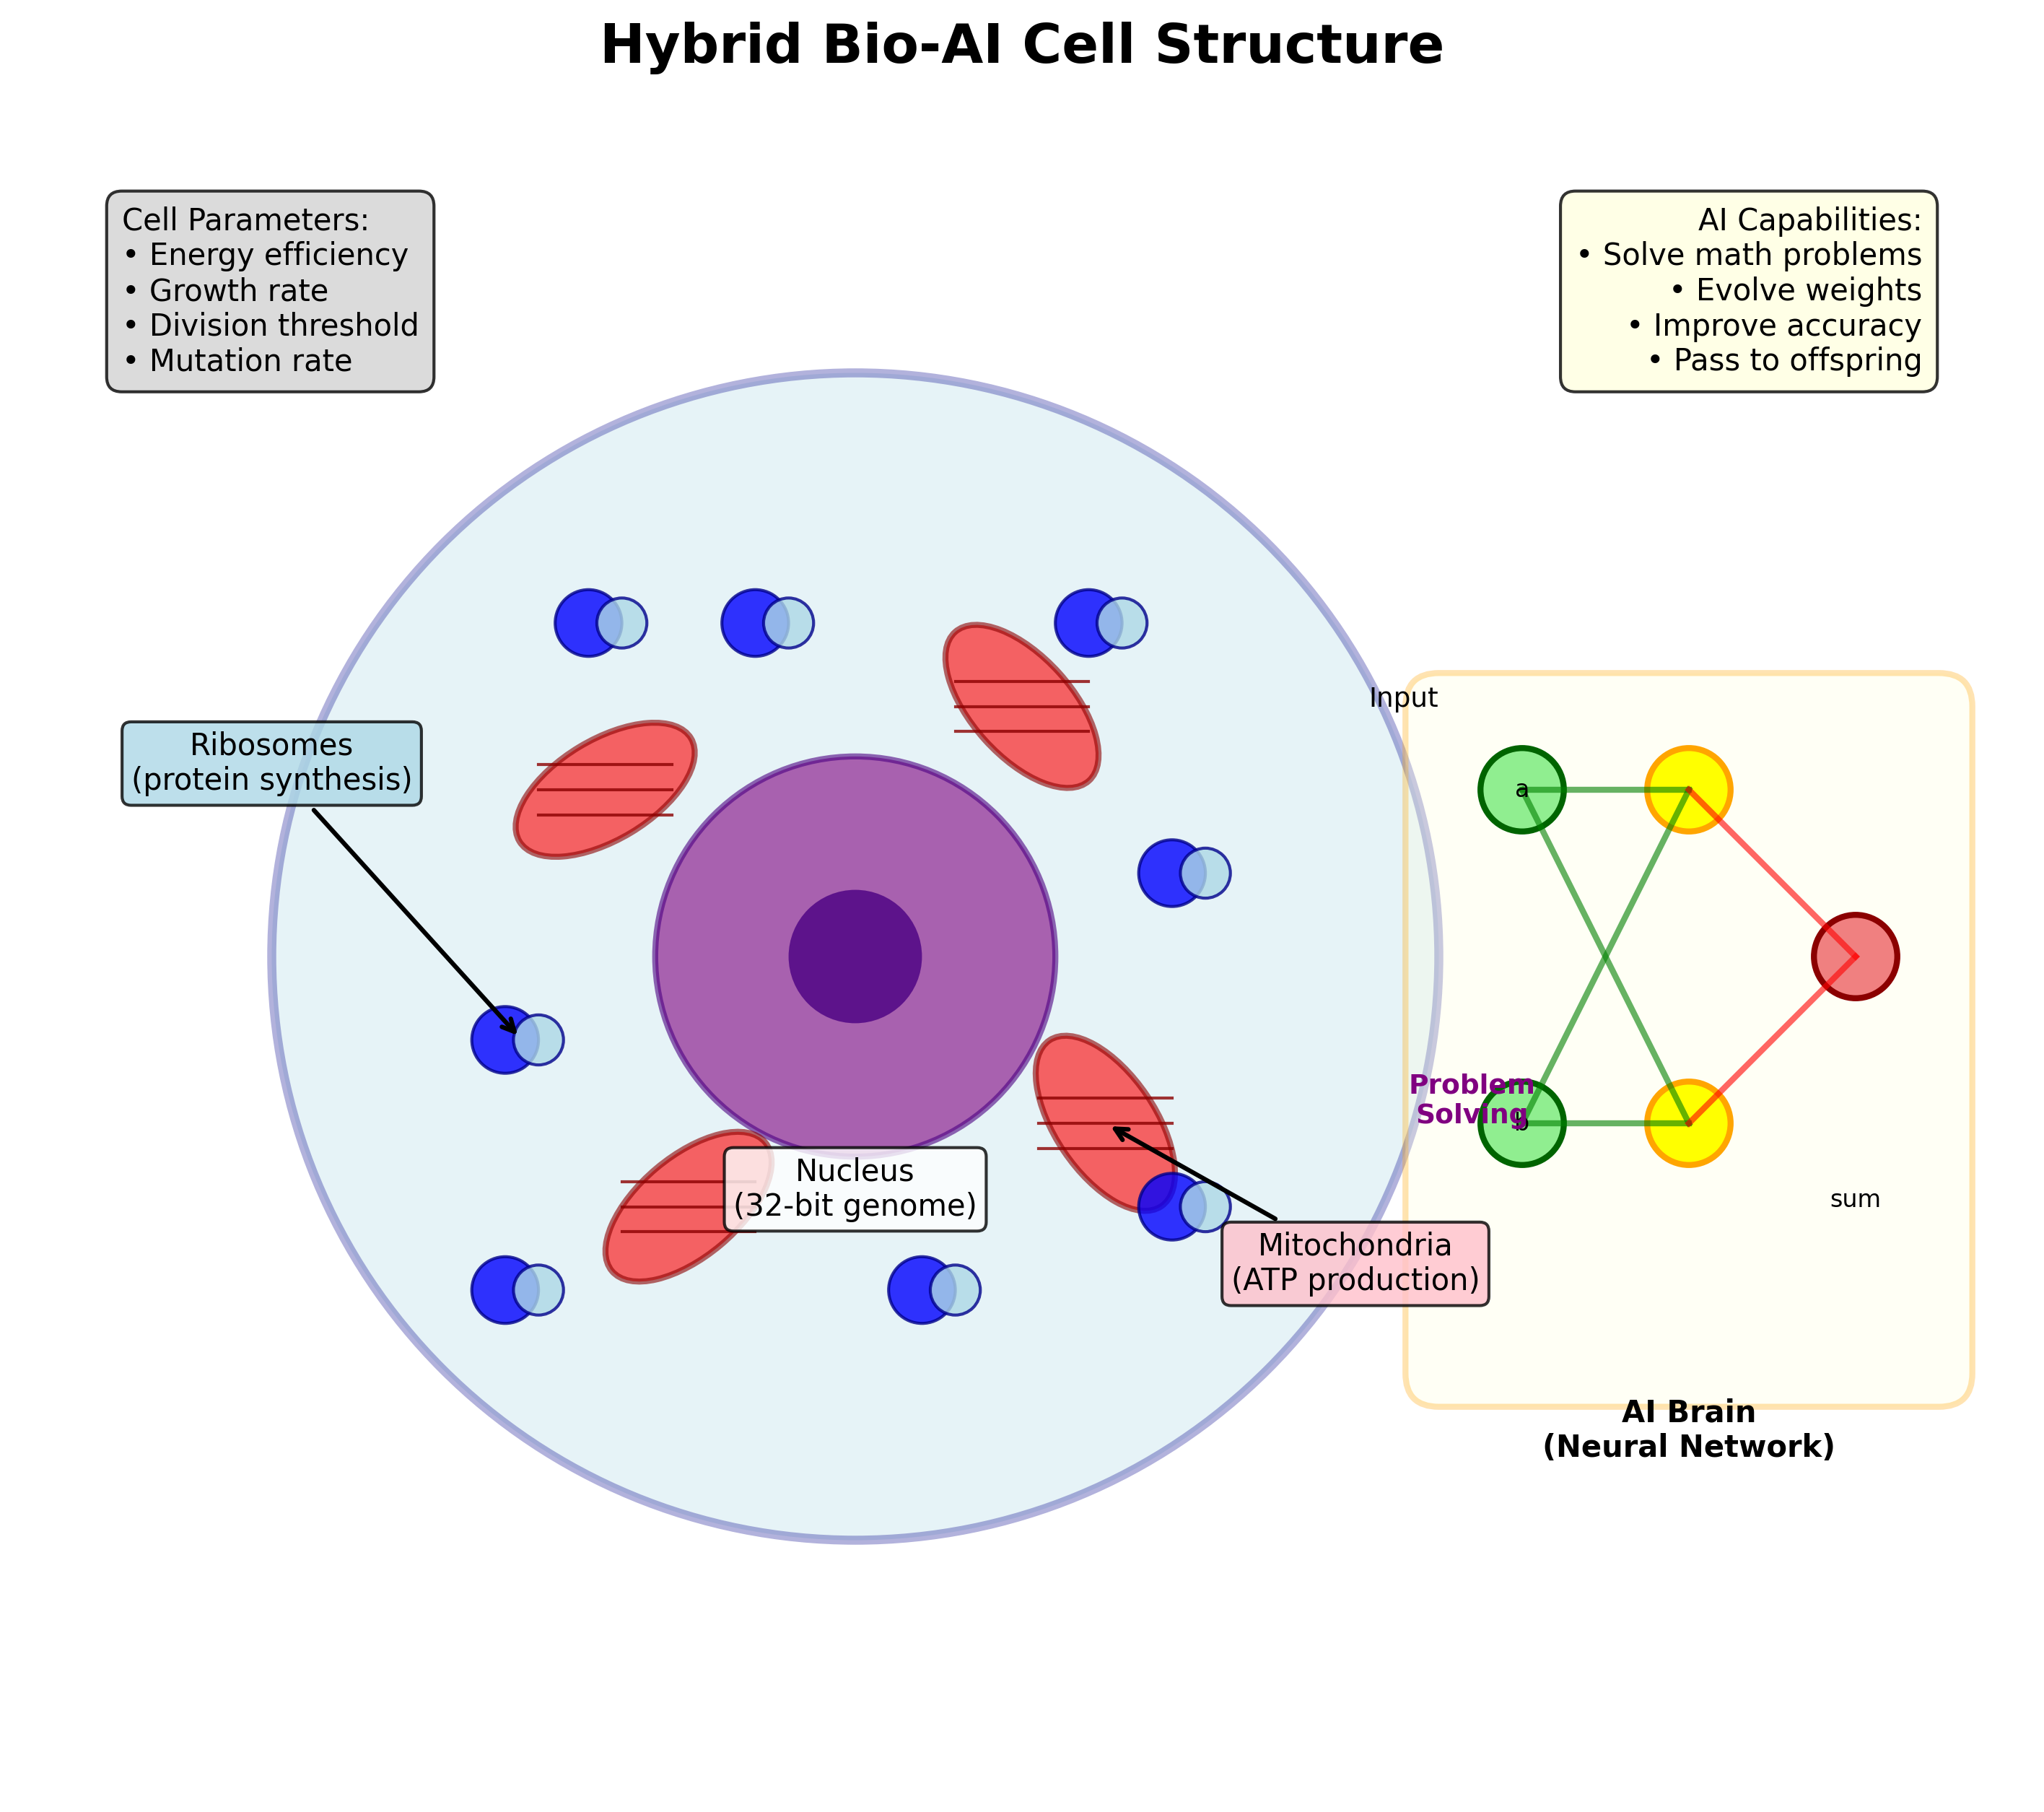 Hybrid Bio-AI Cell Structure
Cell Parameters:
• Energy efficiency
• Growth rate
• Division threshold
• Mutation rate
AI Capabilities:
• Solve math problems
• Evolve weights
• Improve accuracy
• Pass to offspring
Input
Ribosomes
(protein synthesis)
a
Problem
Solving
b
Nucleus
(32-bit genome)
sum
Mitochondria
(ATP production)
AI Brain
(Neural Network)